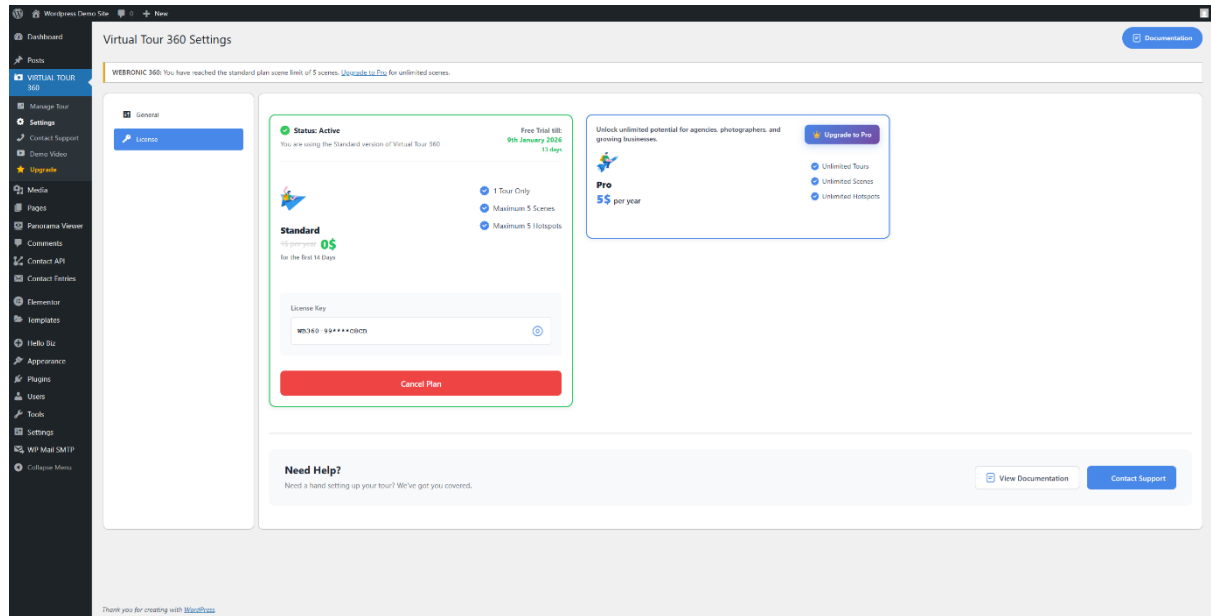 Wordpress Demo Site 0 + New
Dashboard
Posts
VIRTUAL TOUR
360
Manage Tour
Settings
Contact Support
Demo Video
Upgrade
Media
Pages
Panorama Viewer
Comments
Contact API
Contact Entries
Elementor
Templates
Hello Biz
Appearance
Plugins
Users
Tools
Settings
WP Mail SMTP
Collapse Menu
Virtual Tour 360 Settings
Documentation
WEBRONIC 360: You have reached the standard plan scene limit of 5 scenes. Upgrade to Pro for unlimited scenes.
General
License
Status: Active
You are using the Standard version of Virtual Tour 360
Free Trial till:
9th January 2026
13 days
Standard
1$ per year 0$
for the first 14 Days
1 Tour Only
Maximum 5 Scenes
Maximum 5 Hotspots
License Key
WB360-99****C8CD
Cancel Plan
Unlock unlimited potential for agencies, photographers, and
growing businesses.
Pro
5$ per year
Upgrade to Pro
Unlimited Tours
Unlimited Scenes
Unlimited Hotspots
Need Help?
Need a hand setting up your tour? We've got you covered.
View Documentation
Contact Support
Thank you for creating with WordPress.